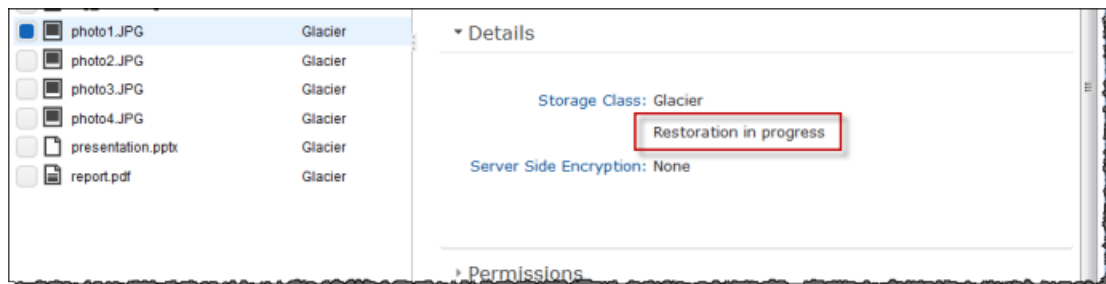 photo1.JPG Glacier
photo2.JPG Glacier
photo3.JPG Glacier
photo4.JPG Glacier
presentation.pptx Glacier
report.pdf Glacier
Details
Storage Class: Glacier
Restoration in progress
Server Side Encryption: None
Permissions